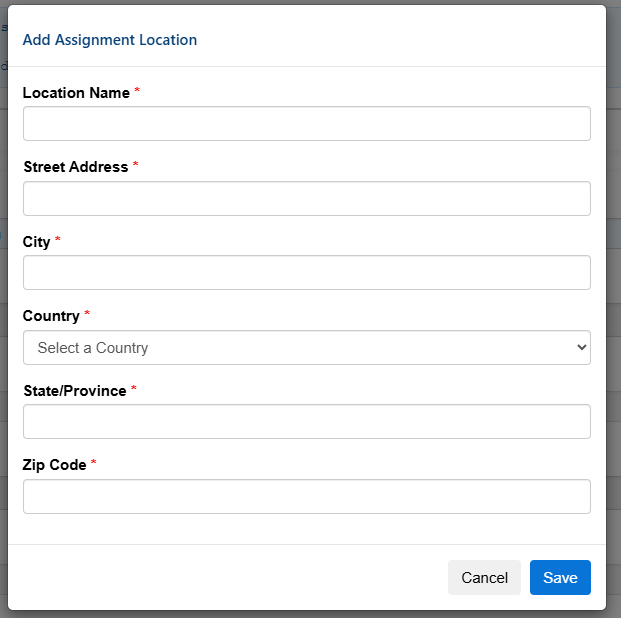 Add Assignment Location
Location Name *
Street Address *
City *
Country *
Select a Country
State/Province *
Zip Code *
Cancel Save